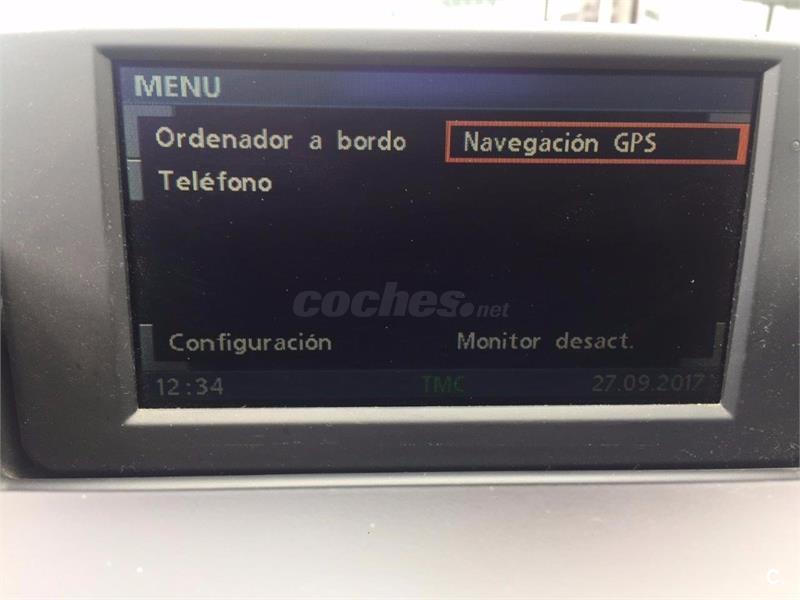 MENU
Ordenador a bordo Navegación GPS
Teléfono
coches.net
Configuración Monitor desact.
12:34 TMC 27.09.2017
C